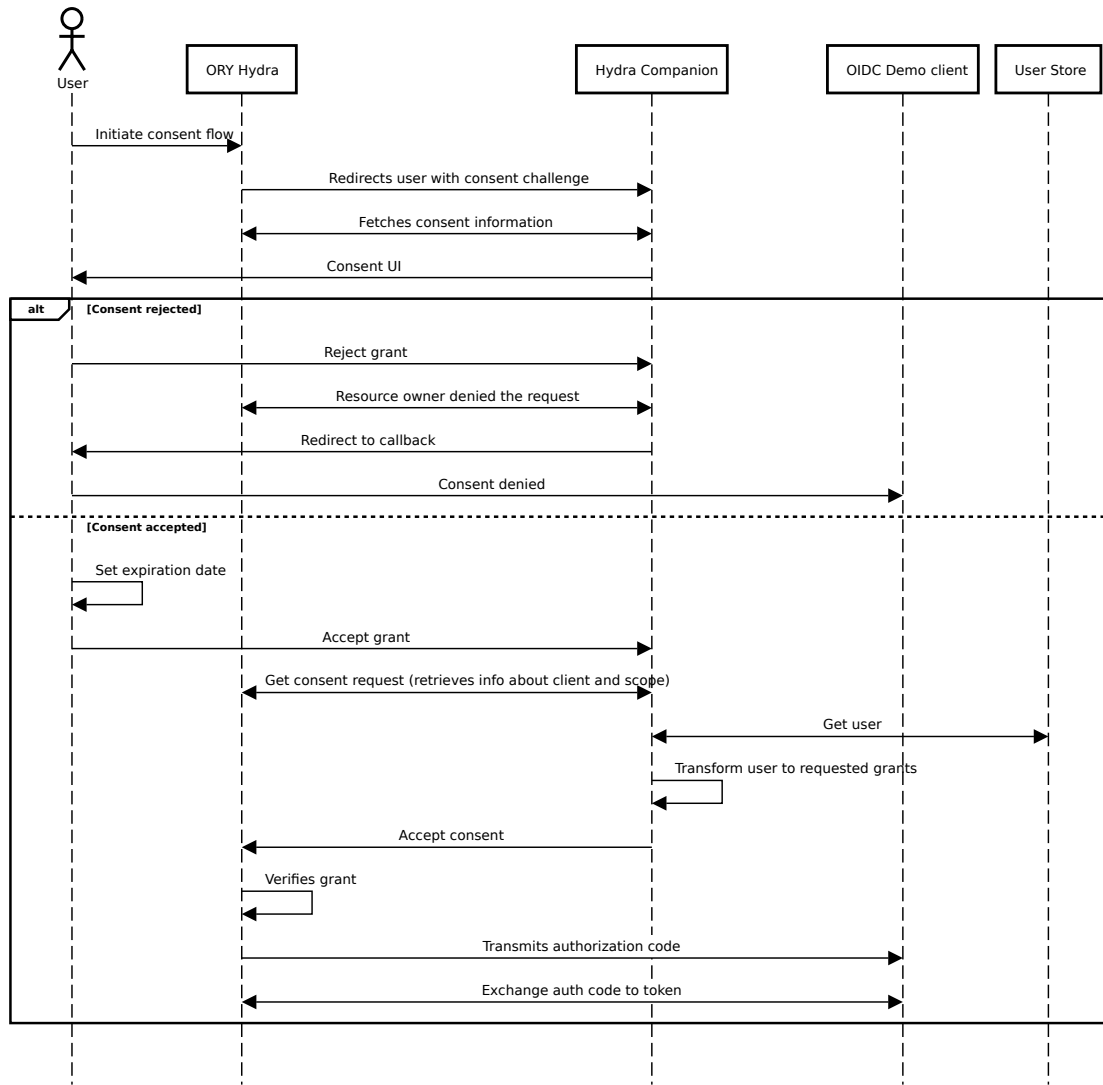 User
ORY Hydra
Hydra Companion
OIDC Demo client
User Store
Initiate consent flow
Redirects user with consent challenge
Fetches consent information
Consent UI
alt
[Consent rejected]
Reject grant
Resource owner denied the request
Redirect to callback
Consent denied
[Consent accepted]
Set expiration date
Accept grant
Get consent request (retrieves info about client and scope)
Get user
Transform user to requested grants
Accept consent
Verifies grant
Transmits authorization code
Exchange auth code to token